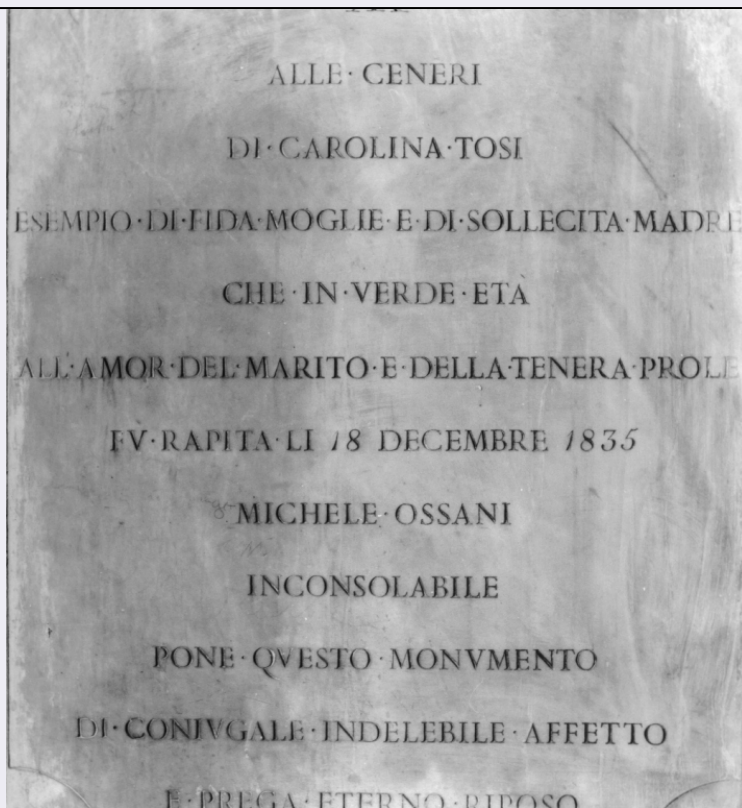 ALLE·CENERI
DI·CAROLINA·TOSI
ESEMPIO·DI·FIDA·MOGLIE·E·DI·SOLLECITA·MADRE
CHE·IN·VERDE·ETÀ
ALL'AMOR·DEL·MARITO·E·DELLA·TENERA·PROLE
FV·RAPITA·LI 18 DECEMBRE 1835
MICHELE·OSSANI
INCONSOLABILE
PONE·QVESTO·MONVMENTO
DI·CONIVGALE·INDELEBILE·AFFETTO
E·PREGA·ETERNO·RIPOSO